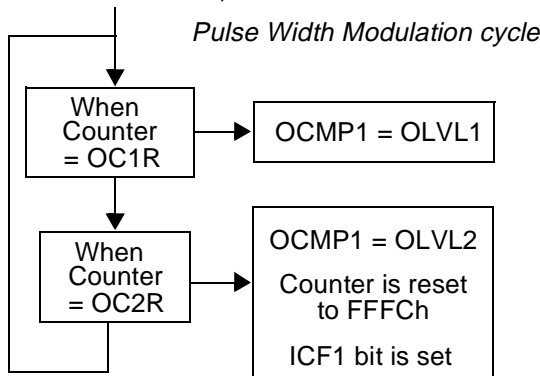 Pulse Width Modulation cycle
When
Counter
= OC1R
OCMP1 = OLVL1
When
Counter
= OC2R
OCMP1 = OLVL2
Counter is reset
to FFFCh
ICF1 bit is set